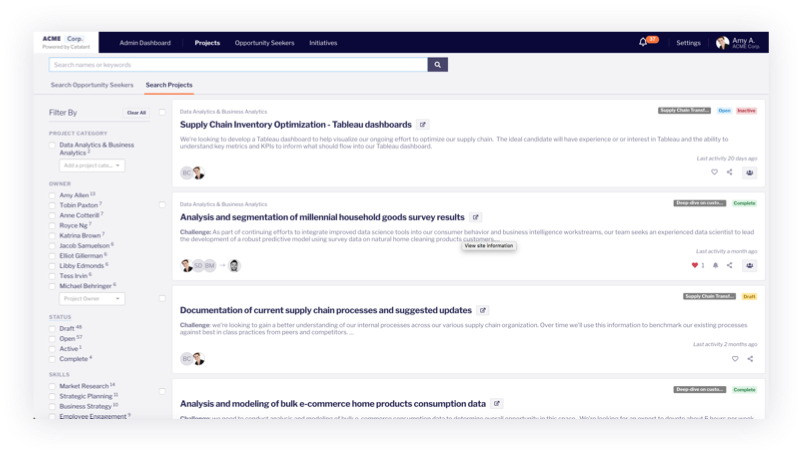 ACME Corp.
Powered by Catalant
Admin Dashboard Projects Opportunity Seekers Initiatives
37
Settings
Amy A.
ACME Corp.
Search names or keywords
Search Opportunity Seekers Search Projects
Filter By Clear All
PROJECT CATEGORY
Data Analytics & Business
Analytics 2
Add a project cate...
OWNER
Amy Allen
Tobin Paxton 7
Anne Cotterill 7
Royce Ng 7
Katrina Brown 7
Jacob Samuelson 6
Elliot Gillerman 6
Libby Edmonds 6
Tess Irvin 6
Michael Behringer 6
Project Owner
STATUS
Draft 48
Open 57
Active 1
Complete 4
SKILLS
Market Research 14
Strategic Planning 11
Business Strategy 10
Employee Engagement 9
Data Analytics & Business Analytics
Supply Chain Transf... Open Inactive
Supply Chain Inventory Optimization - Tableau dashboards
We're looking to develop a Tableau dashboard to help visualize our ongoing effort to optimize our supply chain. The ideal candidate will have experience or or interest in Tableau and the ability to
understand key metrics and KPIs to inform what should flow into our Tableau dashboard.
Last activity 20 days ago
BC
Data Analytics & Business Analytics
Deep-dive on custo... Complete
Analysis and segmentation of millennial household goods survey results
Challenge: As part of continuing efforts to integrate improved data science tools into our consumer behavior and business intelligence workstreams, our team seeks an experienced data scientist to lead
the development of a robust predictive model using survey data on natural home cleaning products customers...
View site information
Last activity a month ago
SD BM
1
Supply Chain Transf... Draft
Documentation of current supply chain processes and suggested updates
Challenge: we're looking to gain a better understanding of our internal processes across our various supply chain organization. Over time we'll use this information to benchmark our existing processes
against best in class practices from peers and competitors. ...
Last activity 2 months ago
BC
Deep-dive on custo... Complete
Analysis and modeling of bulk e-commerce home products consumption data